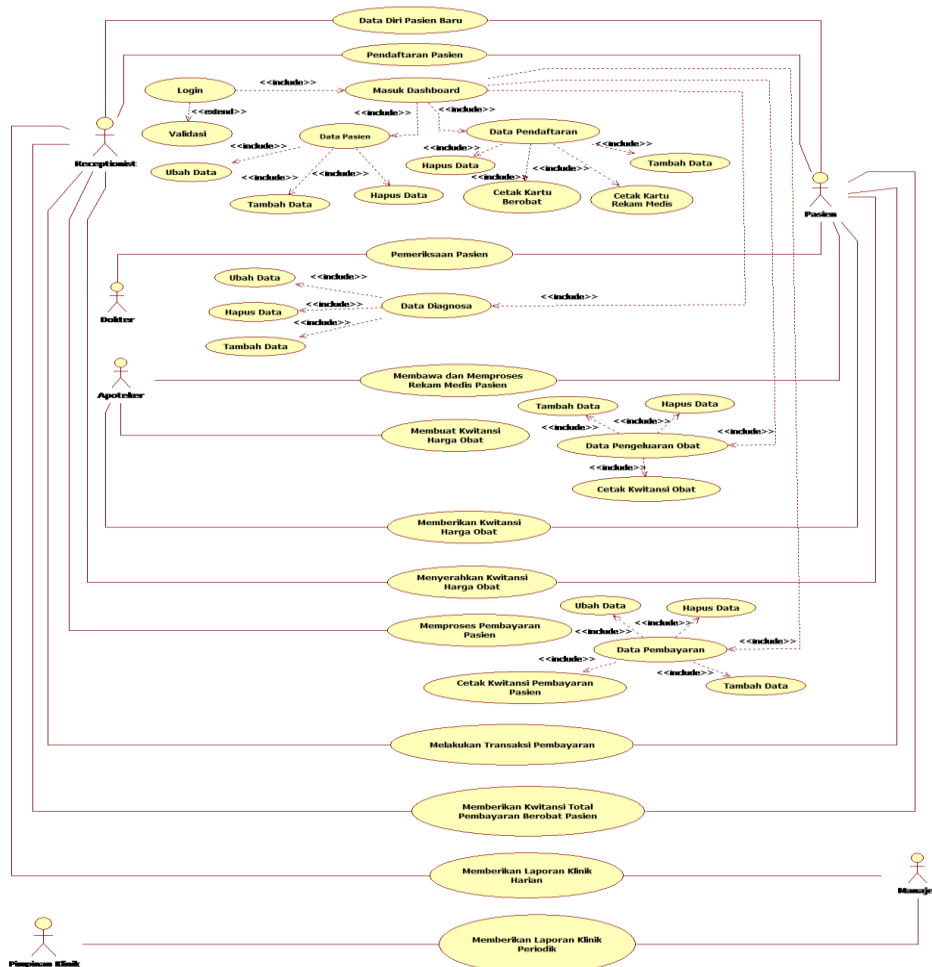 Data Diri Pasien Baru
Pendaftaran Pasien
<<include>>
Login
Masuk Dashboard
<<extend>>
<<include>>
<<include>>
Validasi
Data Pasien
Data Pendaftaran
Receptionist
<<include>>
<<include>>
Ubah Data
Hapus Data
Tambah Data
<<include>>
<<include>>
<<include>>
Tambah Data
Hapus Data
Cetak Kartu
Berobat
Cetak Kartu
Rekam Medis
Pasien
Pemeriksaan Pasien
Ubah Data
<<include>>
Dokter
Hapus Data
<<include>>
Data Diagnosa
<<include>>
<<include>>
Tambah Data
Membawa dan Memproses
Rekam Medis Pasien
Apoteker
Tambah Data
Hapus Data
<<include>>
<<include>>
Membuat Kwitansi
Harga Obat
Data Pengeluaran Obat
<<include>>
<<include>>
Cetak Kwitansi Obat
Memberikan Kwitansi
Harga Obat
Menyerahkan Kwitansi
Harga Obat
Ubah Data
Hapus Data
Memproses Pembayaran
Pasien
<<include>>
<<include>>
Data Pembayaran
<<include>>
<<include>>
<<include>>
Cetak Kwitansi Pembayaran
Pasien
Tambah Data
Melakukan Transaksi Pembayaran
Memberikan Kwitansi Total
Pembayaran Berobat Pasien
Memberikan Laporan Klinik
Harian
Manaje
Memberikan Laporan Klinik
Periodik
Pimpinan Klinik